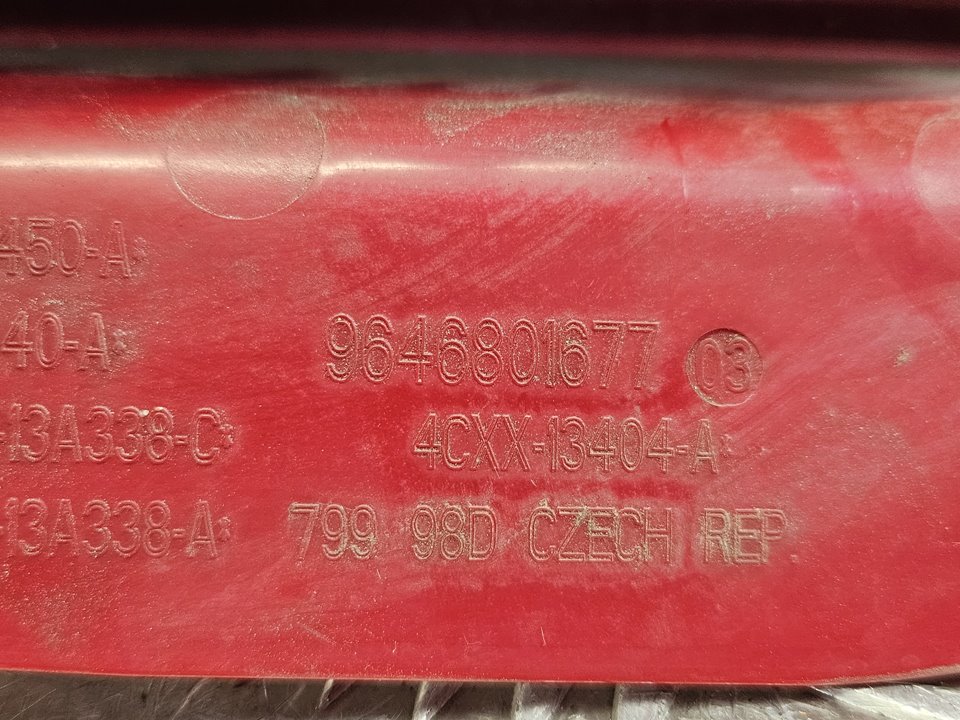 450-A
40-A
9646801677 03
-13A338-C
4CXX-13404-A
-13A338-A
799 98D CZECH REP